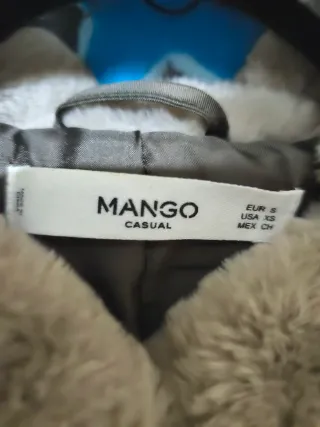 MANGO
CASUAL
EUR S
USA XS
MEX CH